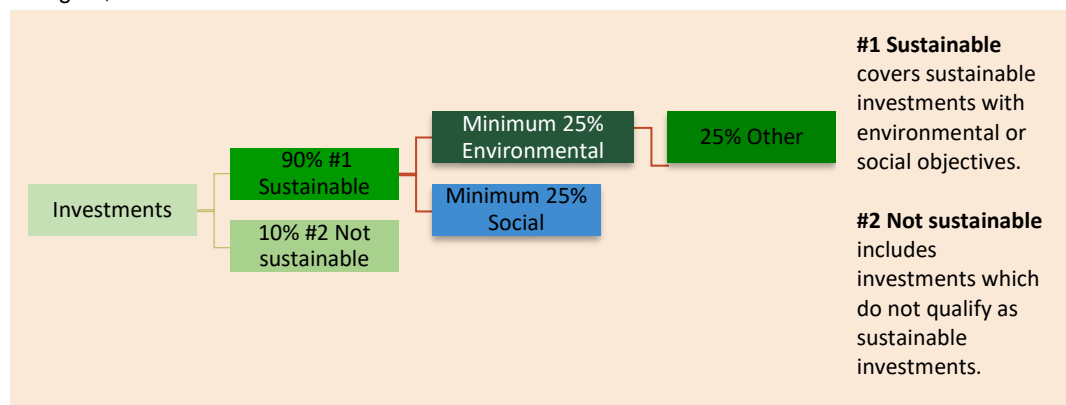 Investments
90% #1
Sustainable
10% #2 Not
sustainable
Minimum 25%
Environmental
Minimum 25%
Social
25% Other
#1 Sustainable
covers sustainable
investments with
environmental or
social objectives.
#2 Not sustainable
includes
investments which
do not qualify as
sustainable
investments.